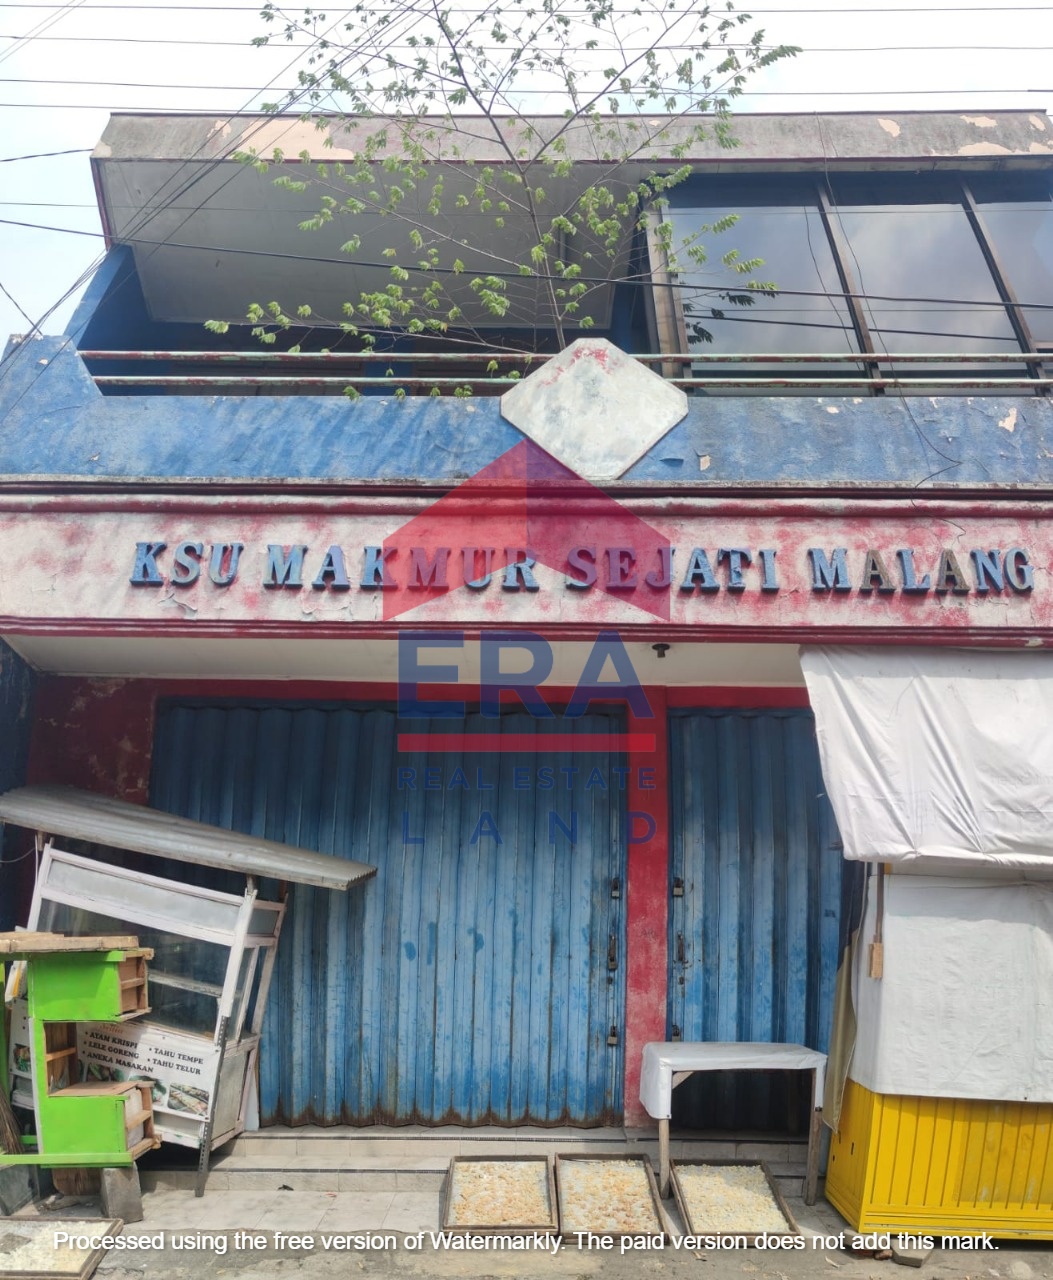 KSU MAKMUR SEJATI MALANG
ERA
REAL ESTATE
LAND
• ATAM KRISPI
• LELE GORENG
• ANEKA MASAKAN
• TAHU TEMPE
• TAHU TELUR
Processed using the free version of Watermarkly. The paid version does not add this mark.